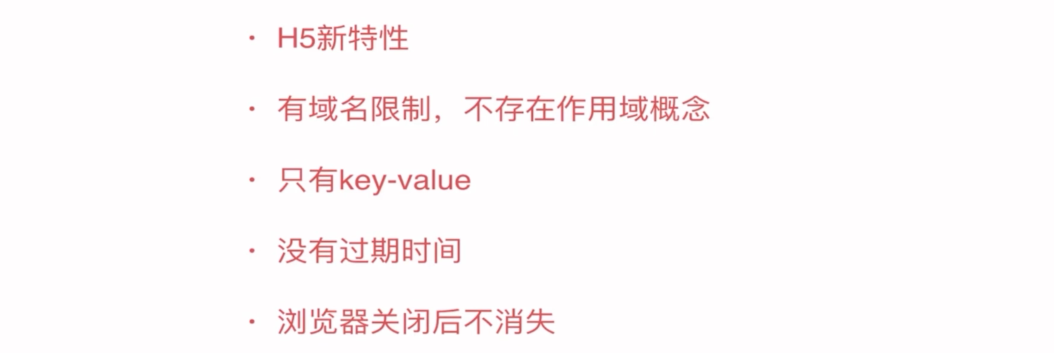 · H5新特性
· 有域名限制，不存在作用域概念
· 只有key-value
· 没有过期时间
· 浏览器关闭后不消失